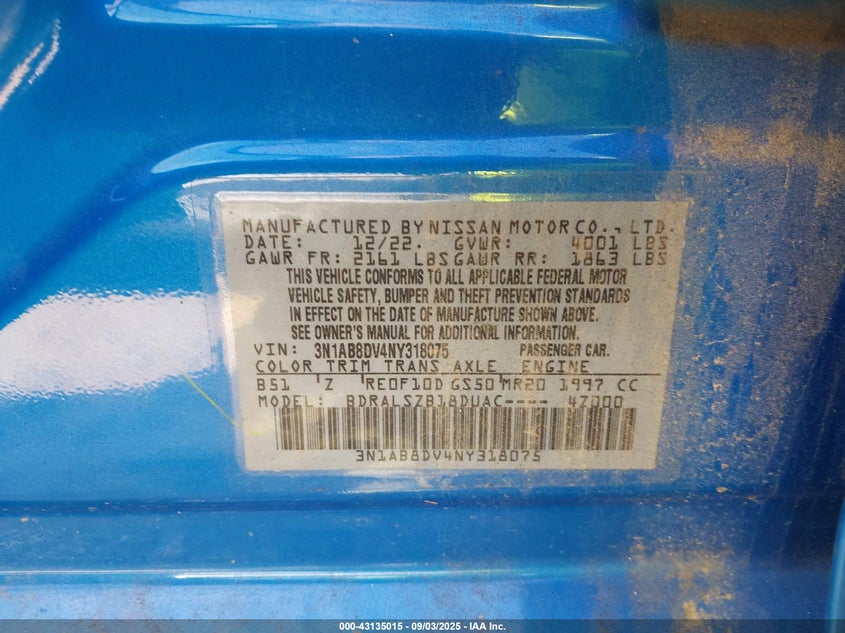 MANUFACTURED BY NISSAN MOTOR CO., LTD.
DATE: 12/22. GVWR: 4001 LBS
GAWR FR: 2161 LBS GAWR RR: 1863 LBS
THIS VEHICLE CONFORMS TO ALL APPLICABLE FEDERAL MOTOR
VEHICLE SAFETY, BUMPER AND THEFT PREVENTION STANDARDS
IN EFFECT ON THE DATE OF MANUFACTURE SHOWN ABOVE.
SEE OWNER'S MANUAL FOR ADDITIONAL INFORMATION.
VIN: 3N1AB8DV4NY318075 PASSENGER CAR.
COLOR TRIM TRANS AXLE ENGINE
B51 Z RE0F10D GS50 MR20 1997 CC
MODEL: BDRALSZB18DUAC---- 47000
3N1AB8DV4NY318075
000-43135015 - 09/03/2025 - IAA Inc.